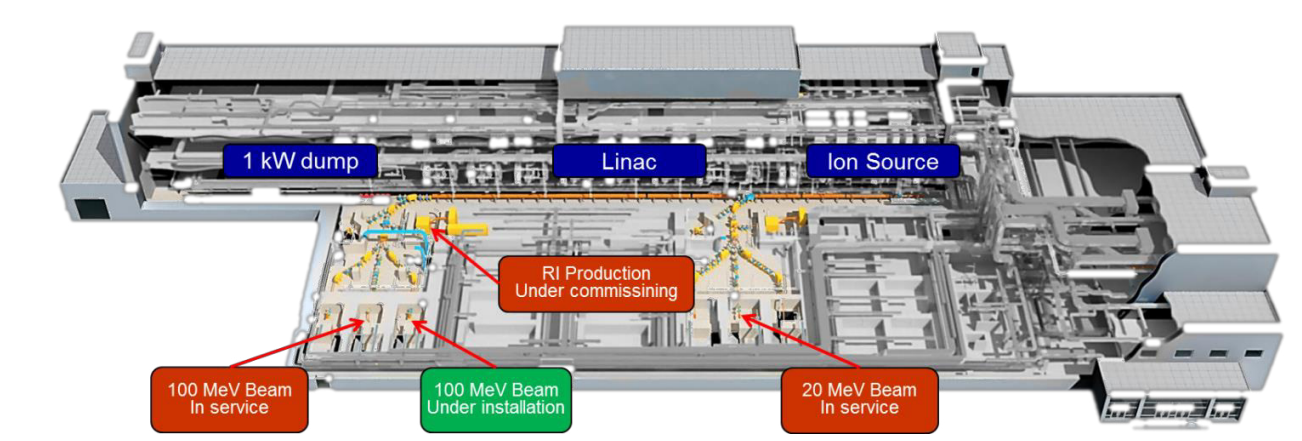 1 kW dump
Linac
Ion Source
RI Production
Under commissining
100 MeV Beam
In service
100 MeV Beam
Under installation
20 MeV Beam
In service